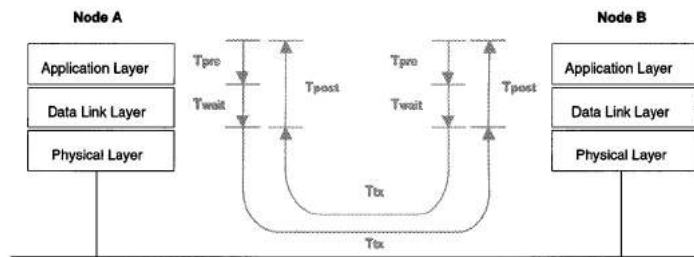 Node A
Node B
Application Layer
Data Link Layer
Physical Layer
Tpre
Twait
Tpost
Tpre
Twait
Tpost
Application Layer
Data Link Layer
Physical Layer
Ttx
Ttx